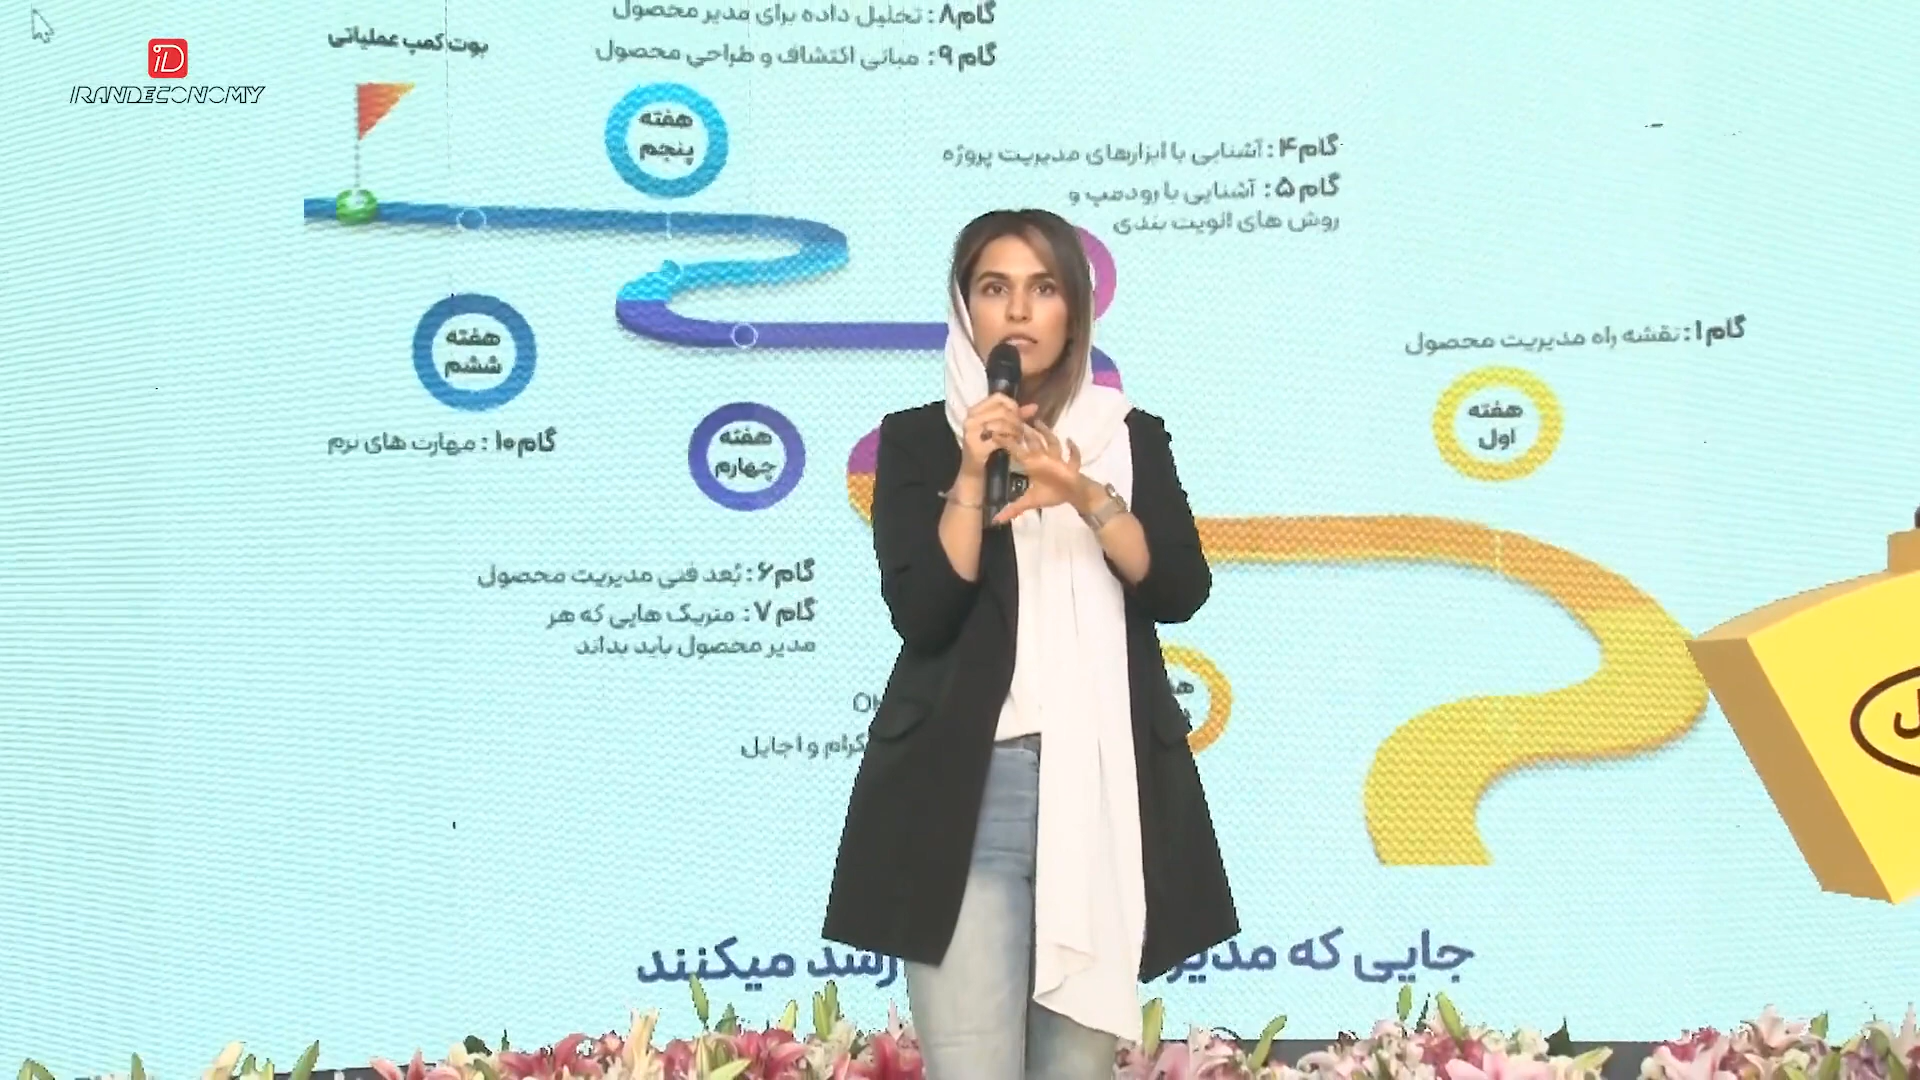 IRANDECONOMY
بوت کمپ عملیاتی
گام۸: تحلیل داده برای مدیر محصول
گام ۹: مبانی اکتشاف و طراحی محصول
هفته
پنجم
گام۴: آشنایی با ابزارهای مدیریت پروژه
گام ۵: آشنایی با رودمپ و
روش های الویت بندی
گام۱: نقشه راه مدیریت محصول
هفته
اول
هفته
ششم
گام۱۰: مهارت های نرم
هفته
چهارم
گام۶: بُعد فنی مدیریت محصول
گام ۷: متریک هایی که هر
مدیر محصول باید بداند
و اجایل
جایی که رشد میکنند